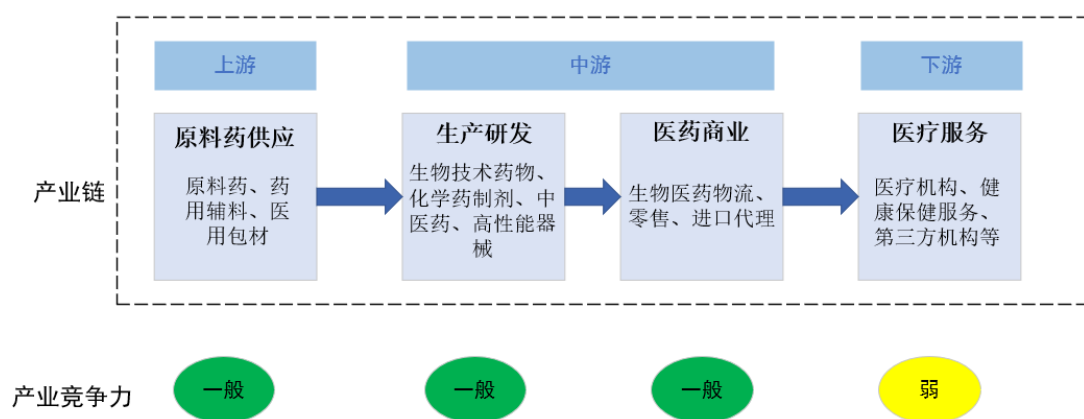 上游
中游
下游
产业链
原料药供应
原料药、药
用辅料、医
用包材
生产研发
生物技术药物、
化学药制剂、中
医药、高性能器
械
医药商业
生物医药物流、
零售、进口代理
医疗服务
医疗机构、健
康保健服务、
第三方机构等
产业竞争力
一般
一般
一般
弱